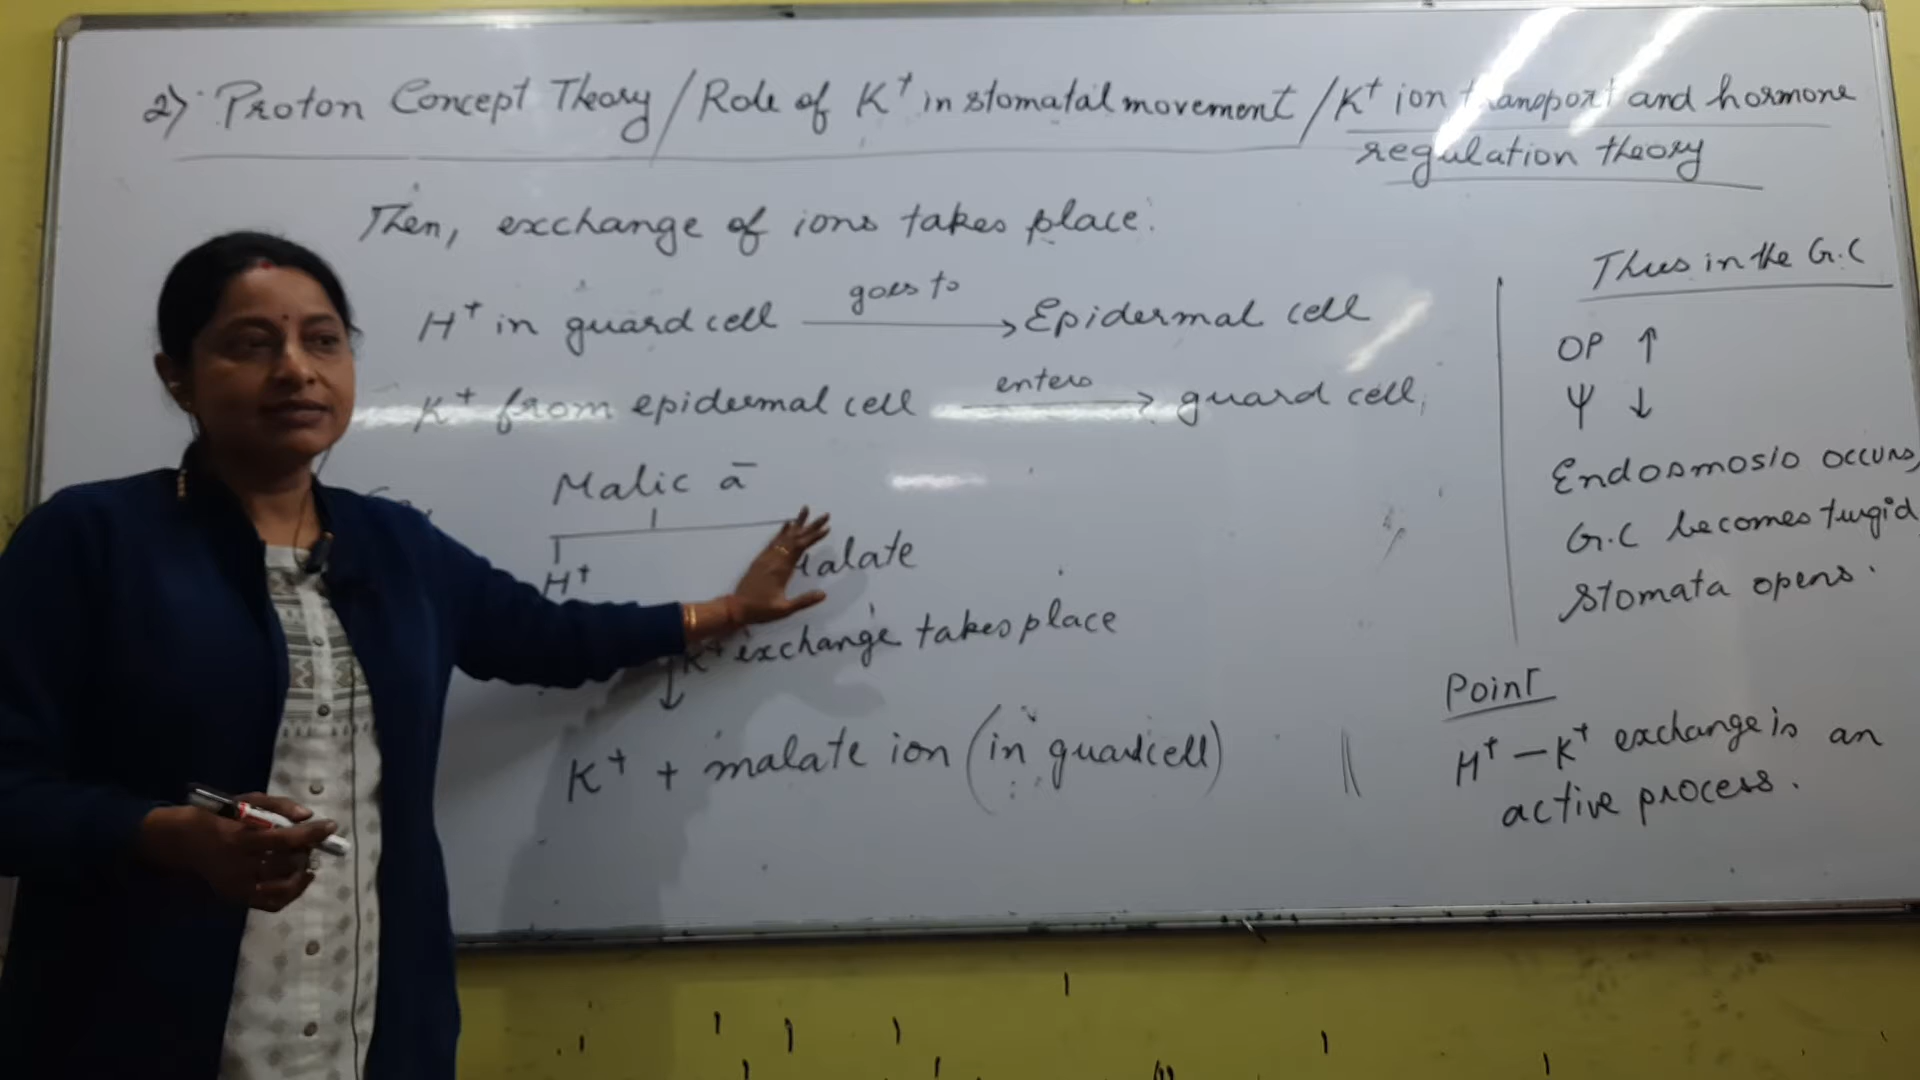 2) Proton Concept Theory / Role of K⁺ in stomatal movement / K⁺ ion transport and hormone
regulation theory
Then, exchange of ions takes place.
H⁺ in guard cell goes to → Epidermal cell
K⁺ from epidermal cell enters → guard cell,
Malic ā
H⁺ alate
K⁺ exchange takes place
↓
K⁺ + malate ion (in guard cell)
Thus in the G.C
OP ↑
Ψ ↓
Endosmosis occurs,
G.C becomes turgid,
stomata opens.
Point
H⁺ – K⁺ exchange is an
active process.